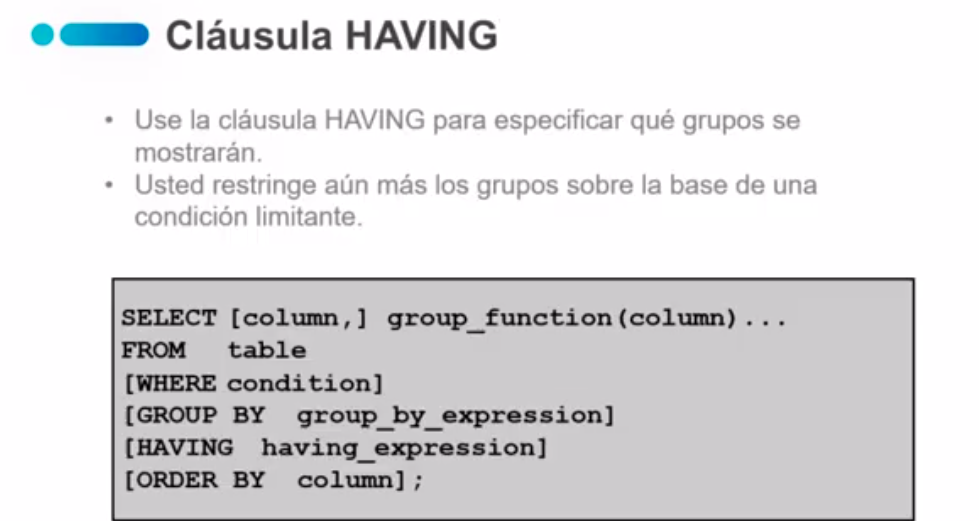 Cláusula HAVING
• Use la cláusula HAVING para especificar qué grupos se
mostrarán.
• Usted restringe aún más los grupos sobre la base de una
condición limitante.
SELECT [column,] group_function(column)...
FROM table
[WHERE condition]
[GROUP BY group_by_expression]
[HAVING having_expression]
[ORDER BY column];